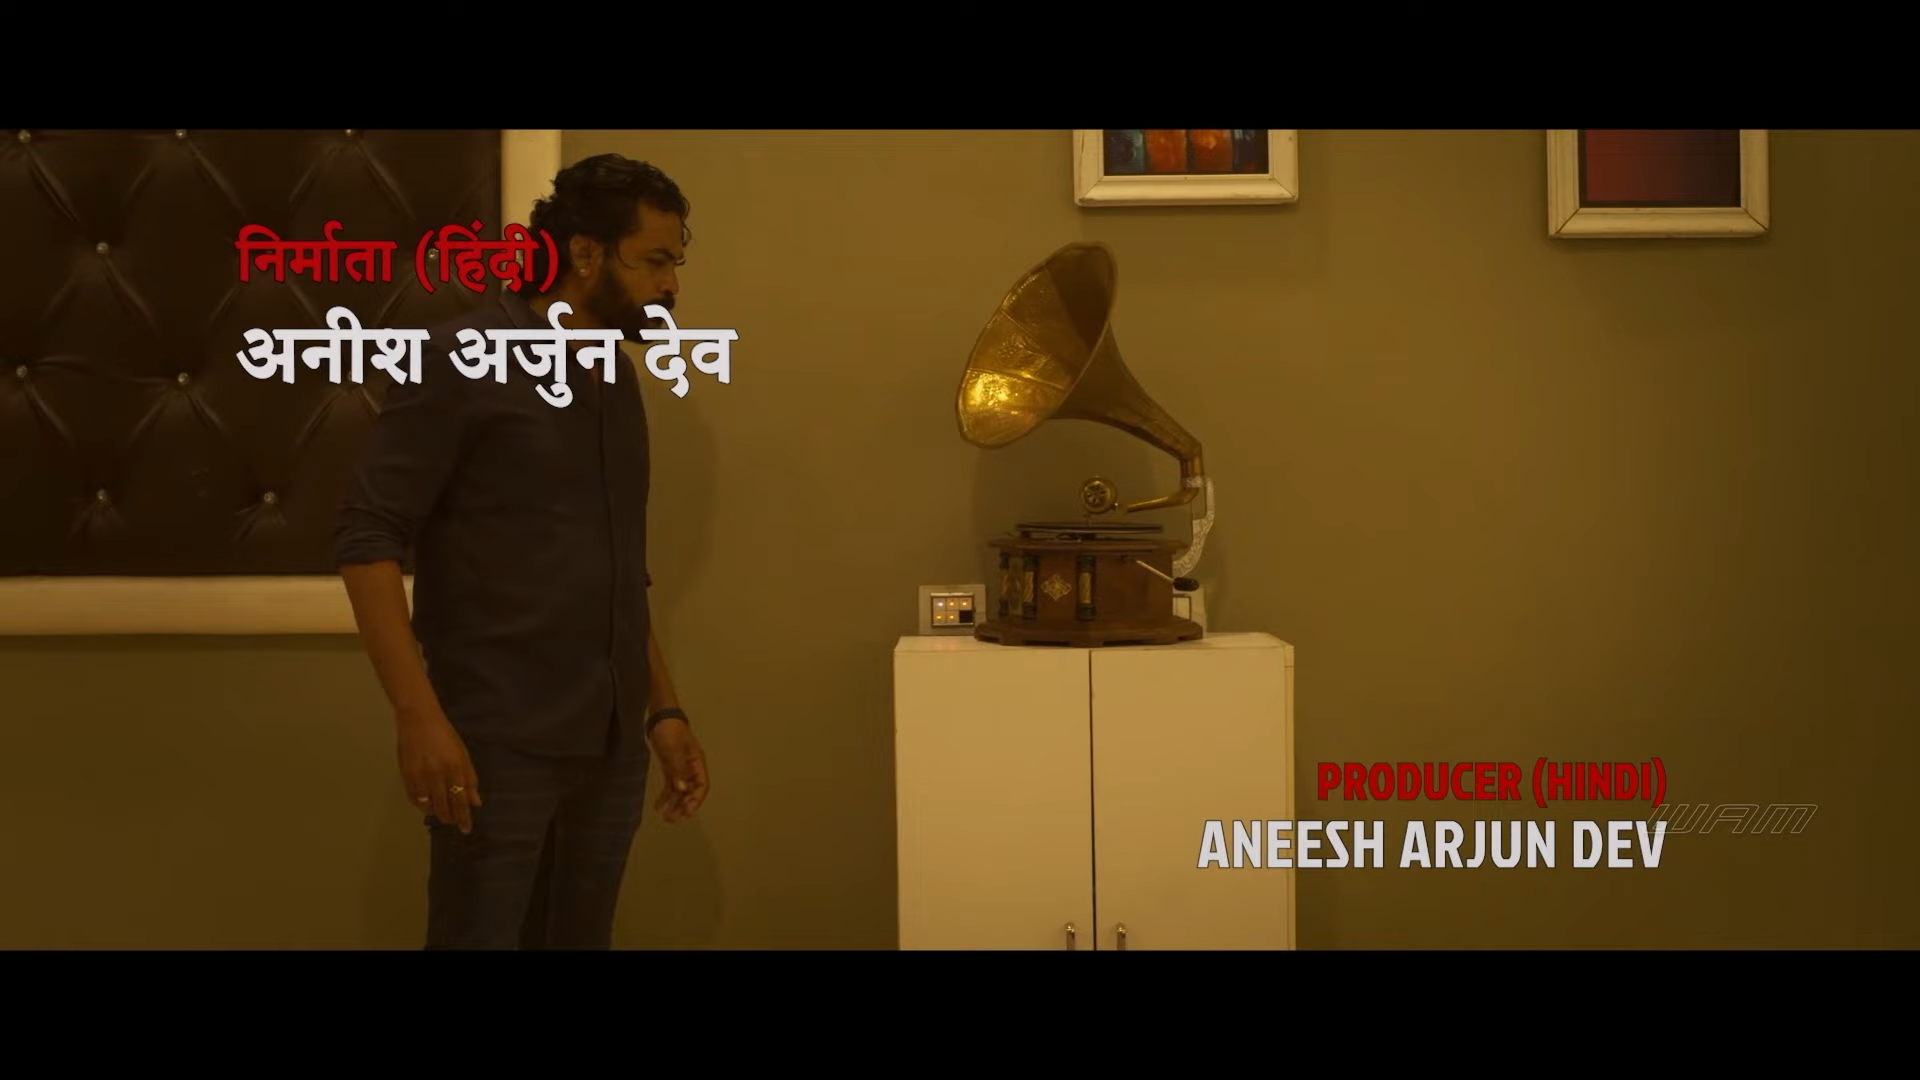 निर्माता (हिंदी)
अनीश अर्जुन देव
PRODUCER (HINDI)
WAM
ANEESH ARJUN DEV